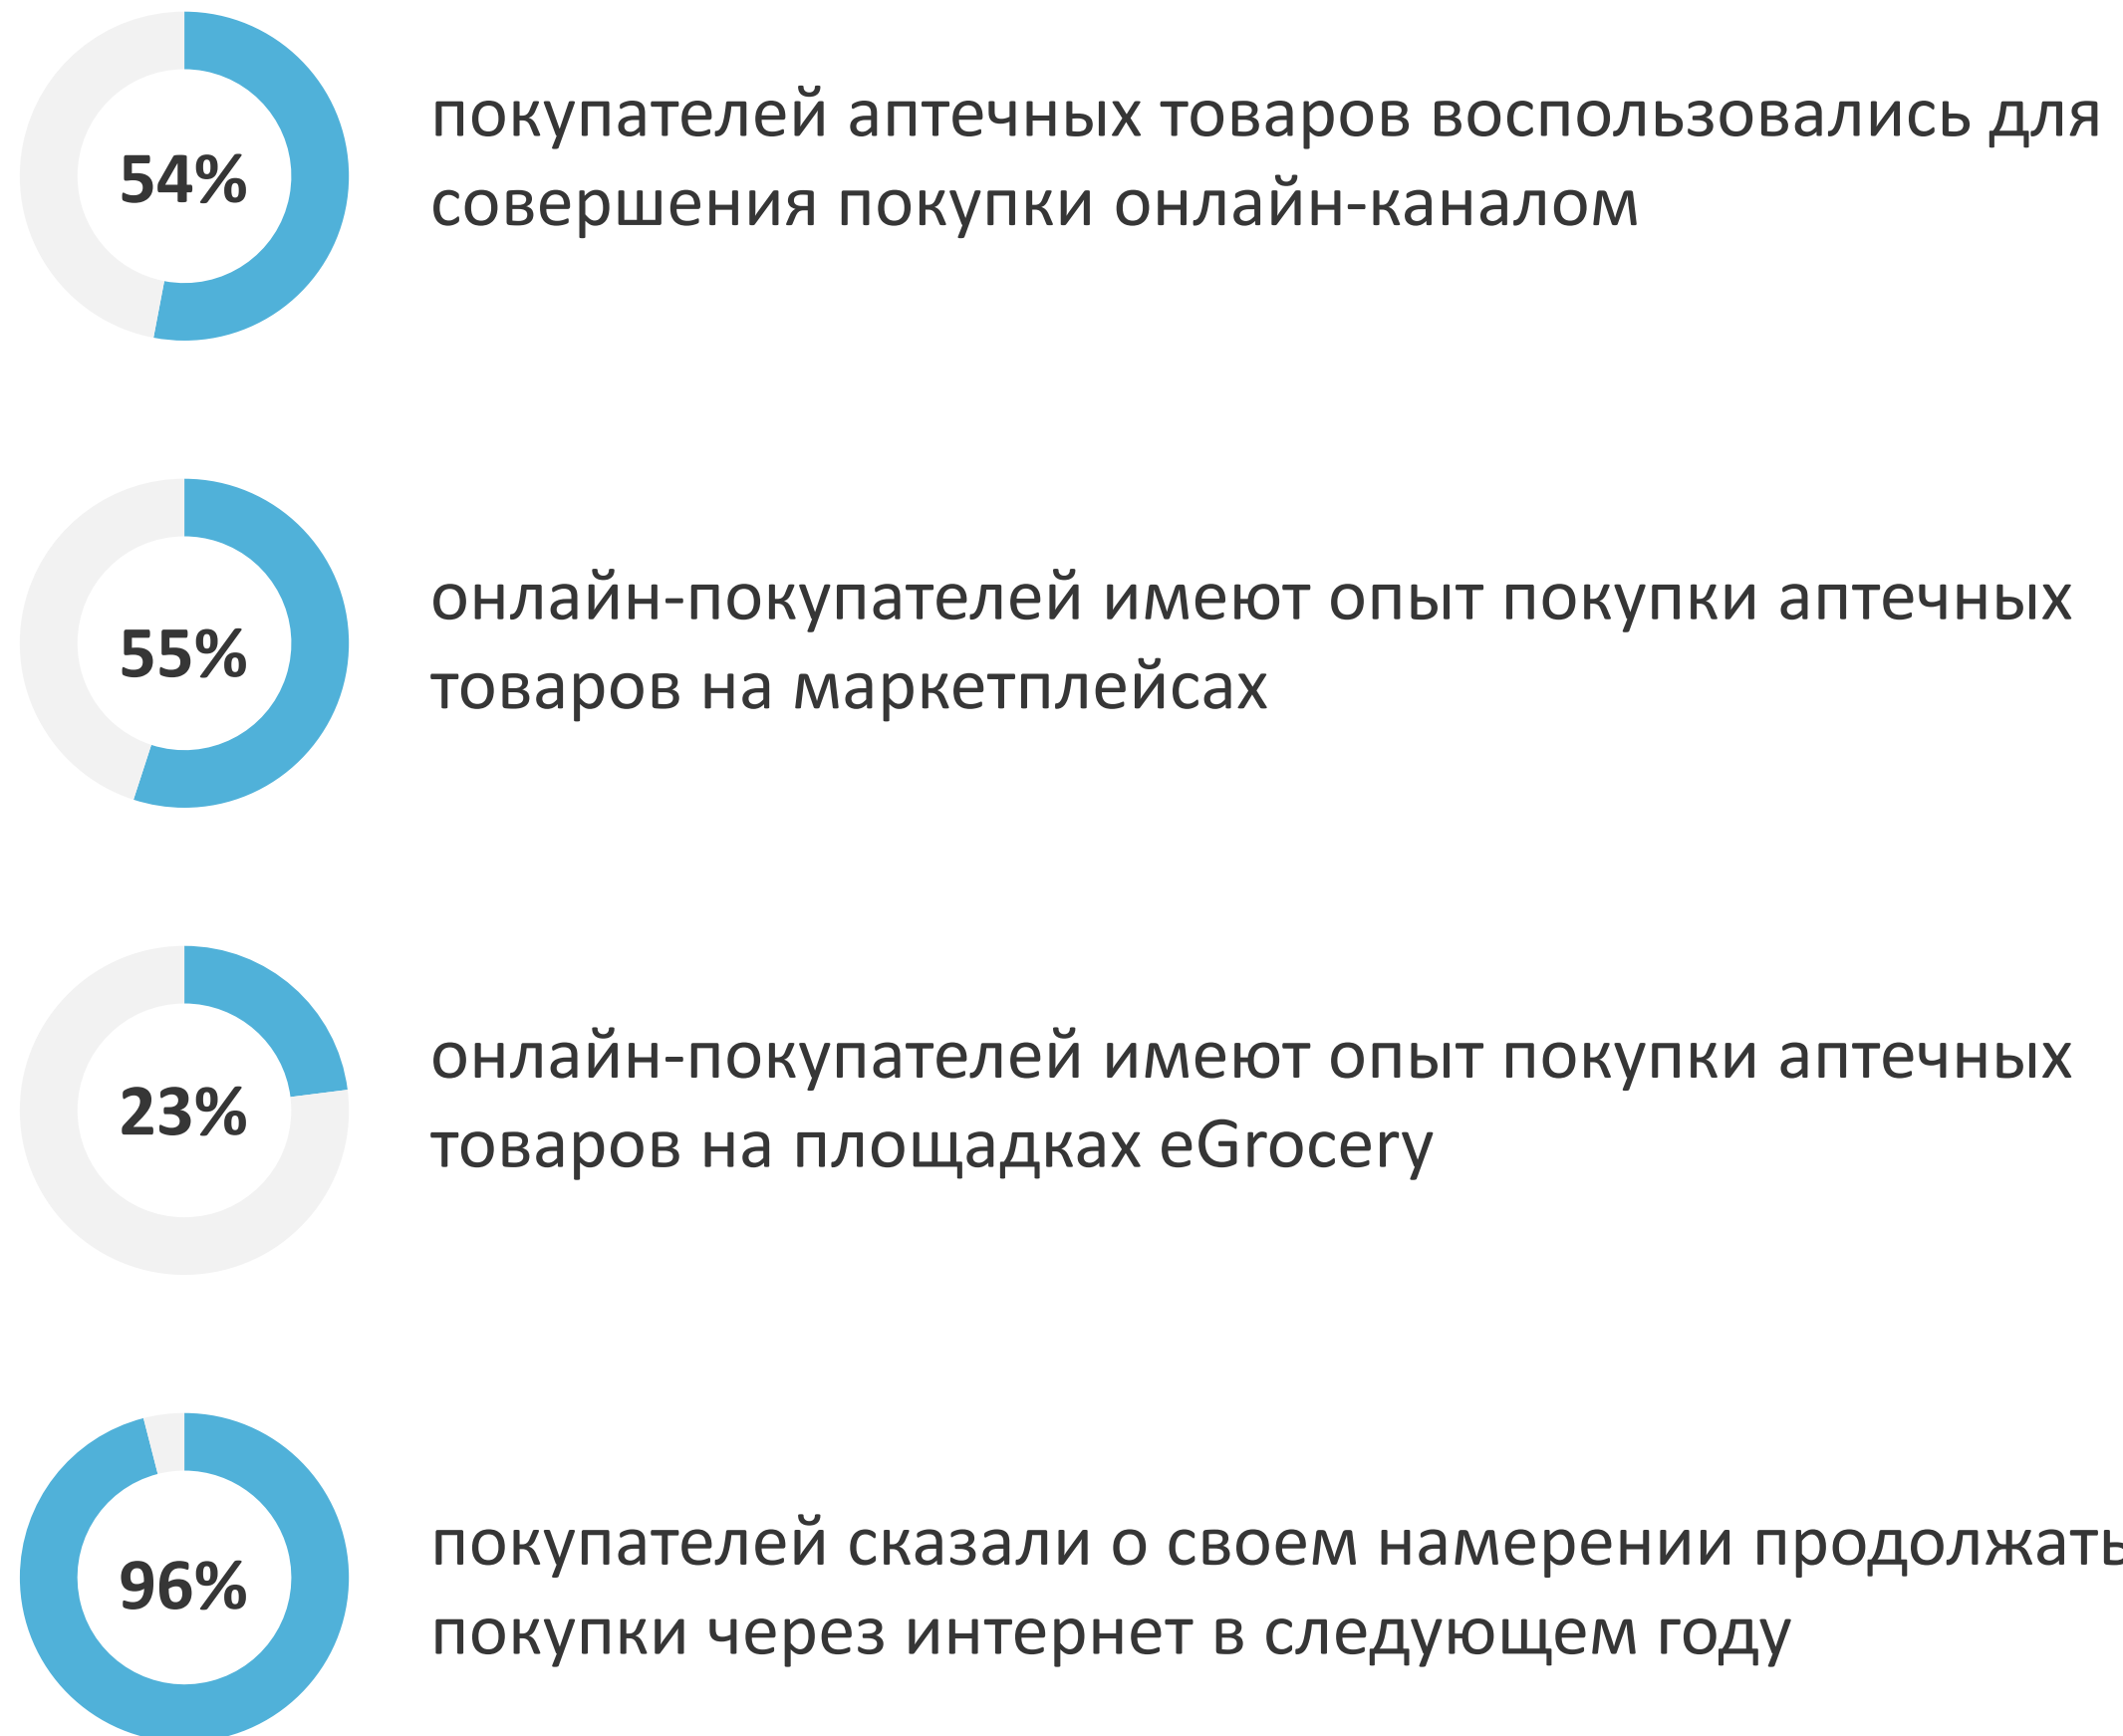 54%
покупателей аптечных товаров воспользовались для
совершения покупки онлайн-каналом
55%
онлайн-покупателей имеют опыт покупки аптечных
товаров на маркетплейсах
23%
онлайн-покупателей имеют опыт покупки аптечных
товаров на площадках eGrocery
96%
покупателей сказали о своем намерении продолжать
покупки через интернет в следующем году